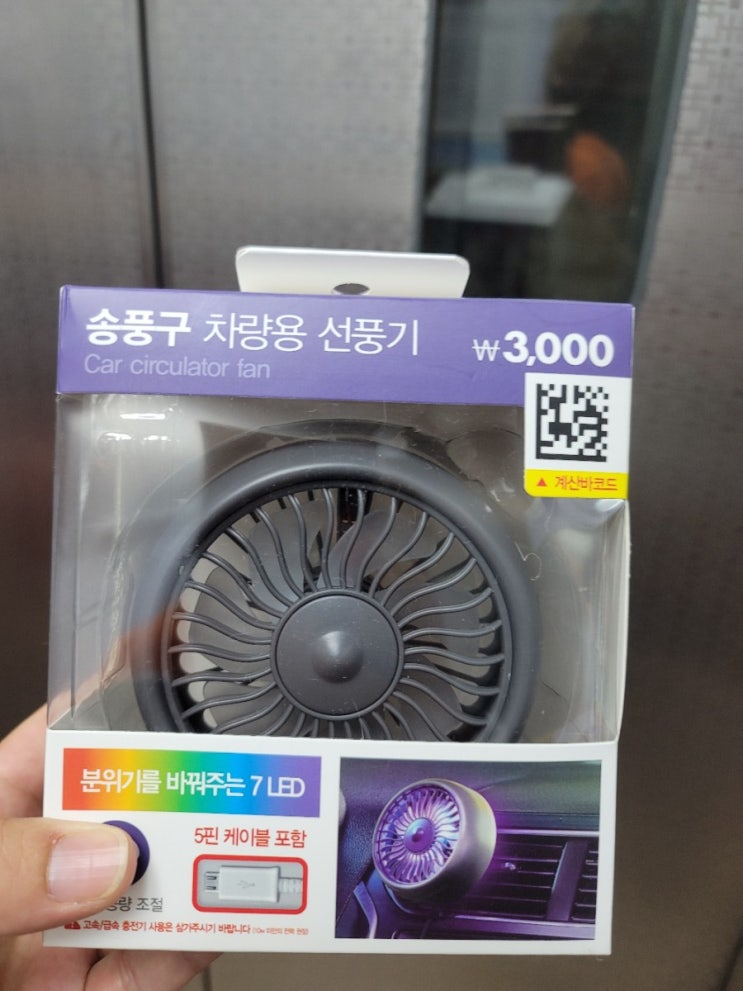 송풍구 차량용 선풍기
₩3,000
Car circulator fan
▲ 계산바코드
분위기를 바꿔주는 7 LED
5핀 케이블 포함
조절
고속/급속 충전기 사용은 삼가주시기 바랍니다